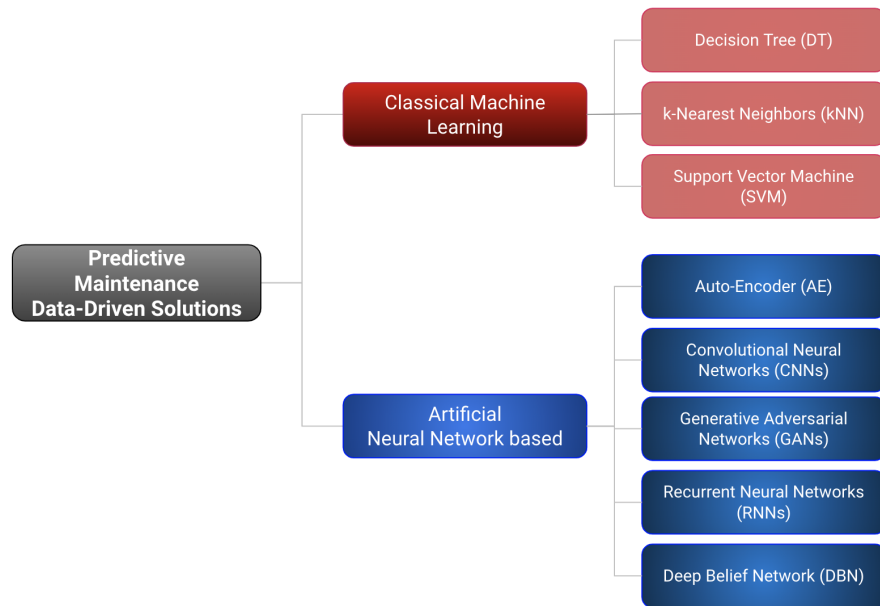 Decision Tree (DT)
Classical Machine
Learning
k-Nearest Neighbors (kNN)
Support Vector Machine
(SVM)
Predictive
Maintenance
Data-Driven Solutions
Auto-Encoder (AE)
Convolutional Neural
Networks (CNNs)
Artificial
Neural Network based
Generative Adversarial
Networks (GANs)
Recurrent Neural Networks
(RNNs)
Deep Belief Network (DBN)